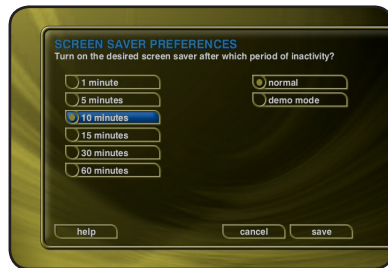 SCREEN SAVER PREFERENCES
Turn on the desired screen saver after which period of inactivity?
1 minute
5 minutes
10 minutes
15 minutes
30 minutes
60 minutes
normal
demo mode
help
cancel
save